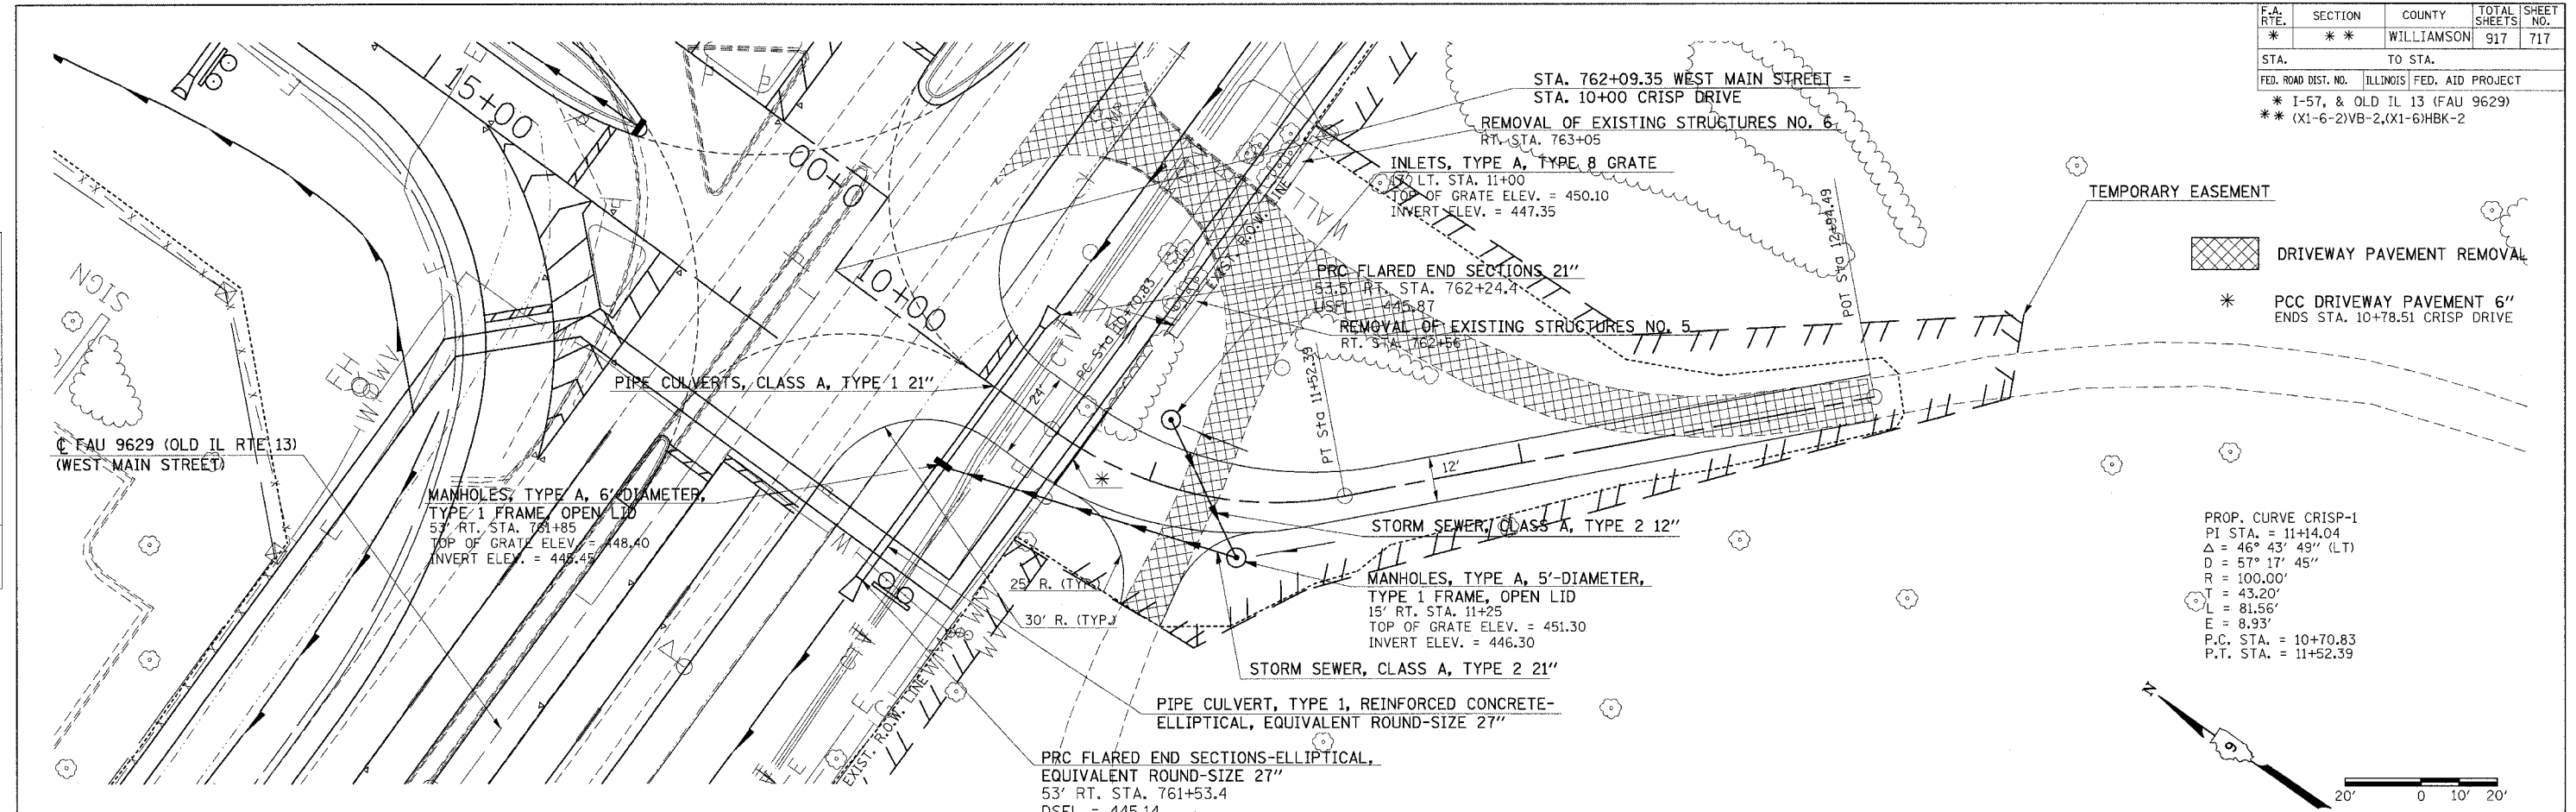 F.A. RTE. SECTION COUNTY TOTAL SHEETS SHEET NO.
* * * WILLIAMSON 917 717
STA. TO STA.
FED. ROAD DIST. NO. ILLINOIS FED. AID PROJECT
* I-57, & OLD IL 13 (FAU 9629)
** (X1-6-2)VB-2,(X1-6)HBK-2
STA. 762+09.35 WEST MAIN STREET =
STA. 10+00 CRISP DRIVE
REMOVAL OF EXISTING STRUCTURES NO. 6
RT. STA. 763+05
INLETS, TYPE A, TYPE 8 GRATE
LT. STA. 11+00
TOP OF GRATE ELEV. = 450.10
INVERT ELEV. = 447.35
TEMPORARY EASEMENT
DRIVEWAY PAVEMENT REMOVAL
* PCC DRIVEWAY PAVEMENT 6"
ENDS STA. 10+78.51 CRISP DRIVE
PRC FLARED END SECTIONS 21"
53.5' RT. STA. 762+24.4
USFL = 445.87
REMOVAL OF EXISTING STRUCTURES NO. 5
RT. STA. 762+56
15+00
00+0
10+00
SIGN
WALL
EXIST. R.O.W. LINE
CTV
24'
PC Sta 10+70.83
PT Sta 11+52.39
POT Sta 12+94.49
12'
PIPE CULVERTS, CLASS A, TYPE 1 21"
℄ FAU 9629 (OLD IL RTE 13)
(WEST MAIN STREET)
MANHOLES, TYPE A, 6'-DIAMETER,
TYPE 1 FRAME, OPEN LID
53' RT. STA. 761+85
TOP OF GRATE ELEV. = 448.40
INVERT ELEV. = 445.45
25' R. (TYP.)
30' R. (TYP.)
STORM SEWER, CLASS A, TYPE 2 12"
MANHOLES, TYPE A, 5'-DIAMETER,
TYPE 1 FRAME, OPEN LID
15' RT. STA. 11+25
TOP OF GRATE ELEV. = 451.30
INVERT ELEV. = 446.30
STORM SEWER, CLASS A, TYPE 2 21"
PIPE CULVERT, TYPE 1, REINFORCED CONCRETE-
ELLIPTICAL, EQUIVALENT ROUND-SIZE 27"
PRC FLARED END SECTIONS-ELLIPTICAL,
EQUIVALENT ROUND-SIZE 27"
53' RT. STA. 761+53.4
DSFL = 445.14
EXIST. R.O.W. LINE
CTV
PROP. CURVE CRISP-1
PI STA. = 11+14.04
Δ = 46° 43' 49" (LT)
D = 57° 17' 45"
R = 100.00'
T = 43.20'
L = 81.56'
E = 8.93'
P.C. STA. = 10+70.83
P.T. STA. = 11+52.39
N
20' 0 10' 20'